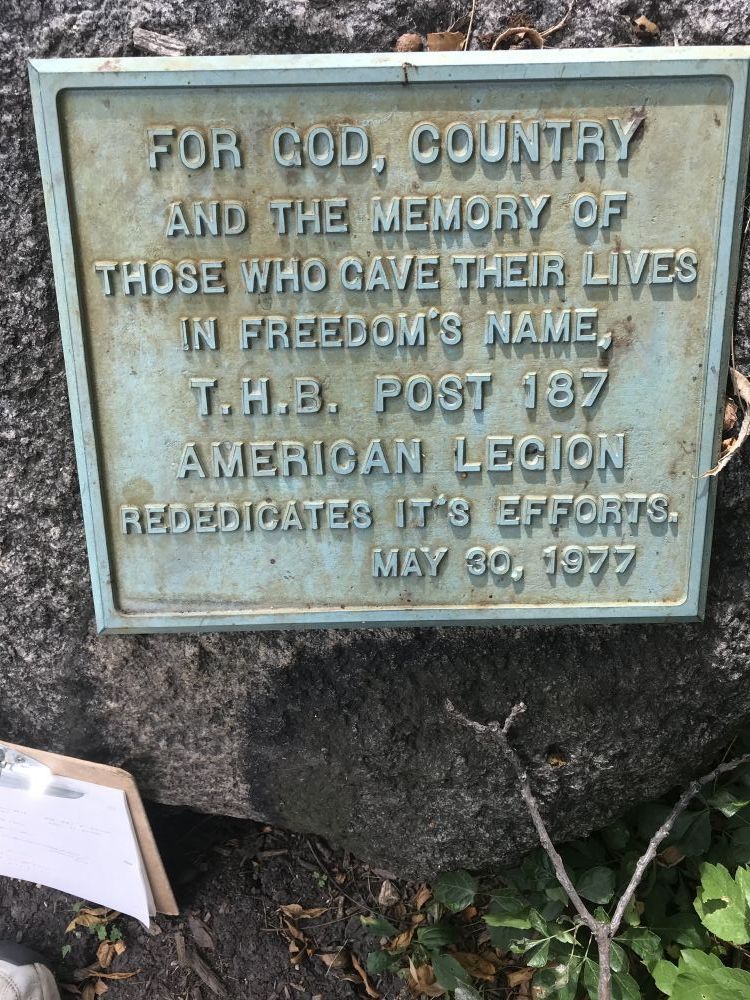 FOR GOD, COUNTRY
AND THE MEMORY OF
THOSE WHO GAVE THEIR LIVES
IN FREEDOM'S NAME,
T.H.B. POST 187
AMERICAN LEGION
REDEDICATES IT'S EFFORTS.
MAY 30, 1977